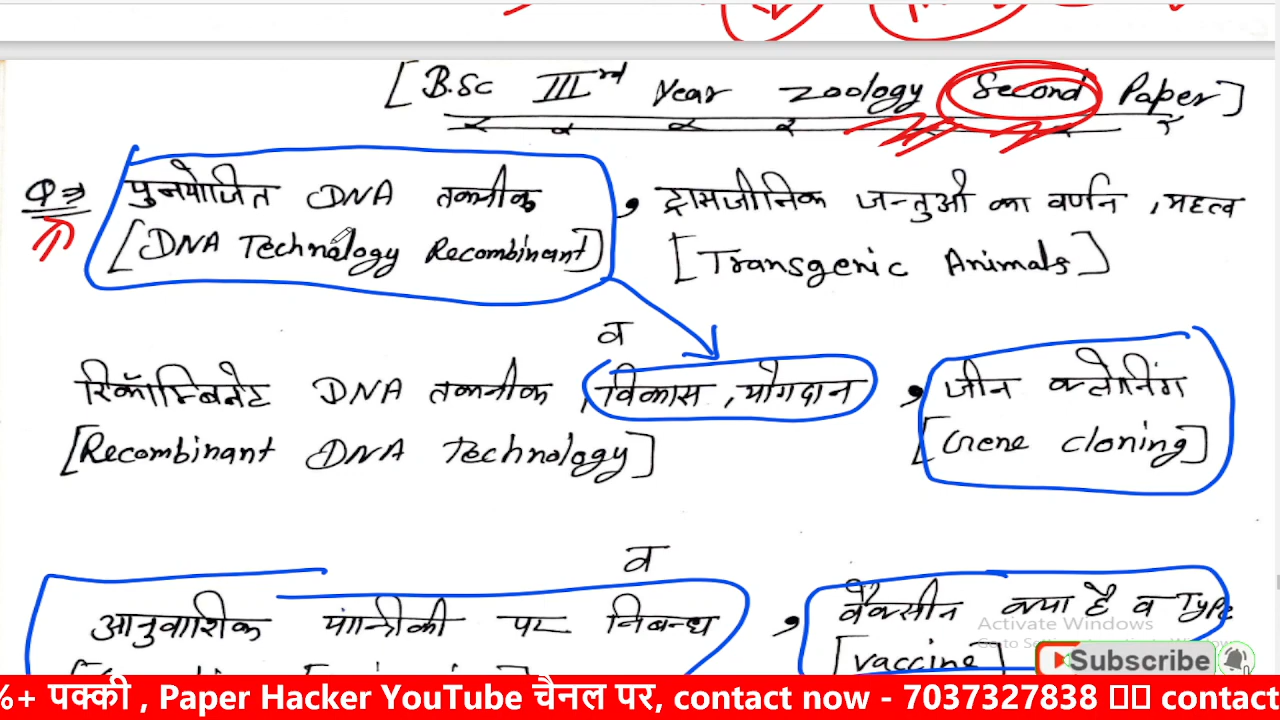 [B.Sc IIIrd Year Zoology Second Paper]
Q⇒ पुनर्योजित DNA तकनीक, ट्रांसजीनिक जन्तुओं का वर्णन, महत्व
[DNA Technology Recombinant] [Transgenic Animals]
व
रिकॉम्बिनेंट DNA तकनीक, विकास, योगदान, जीन क्लोनिंग
[Recombinant DNA Technology] [Gene cloning]
व
आनुवांशिक यांत्रिकी पर निबन्ध, वैक्सीन क्या है व Type
[vaccine]
Activate Windows
Subscribe
%+ पक्की , Paper Hacker YouTube चैनल पर, contact now - 7037327838 contact